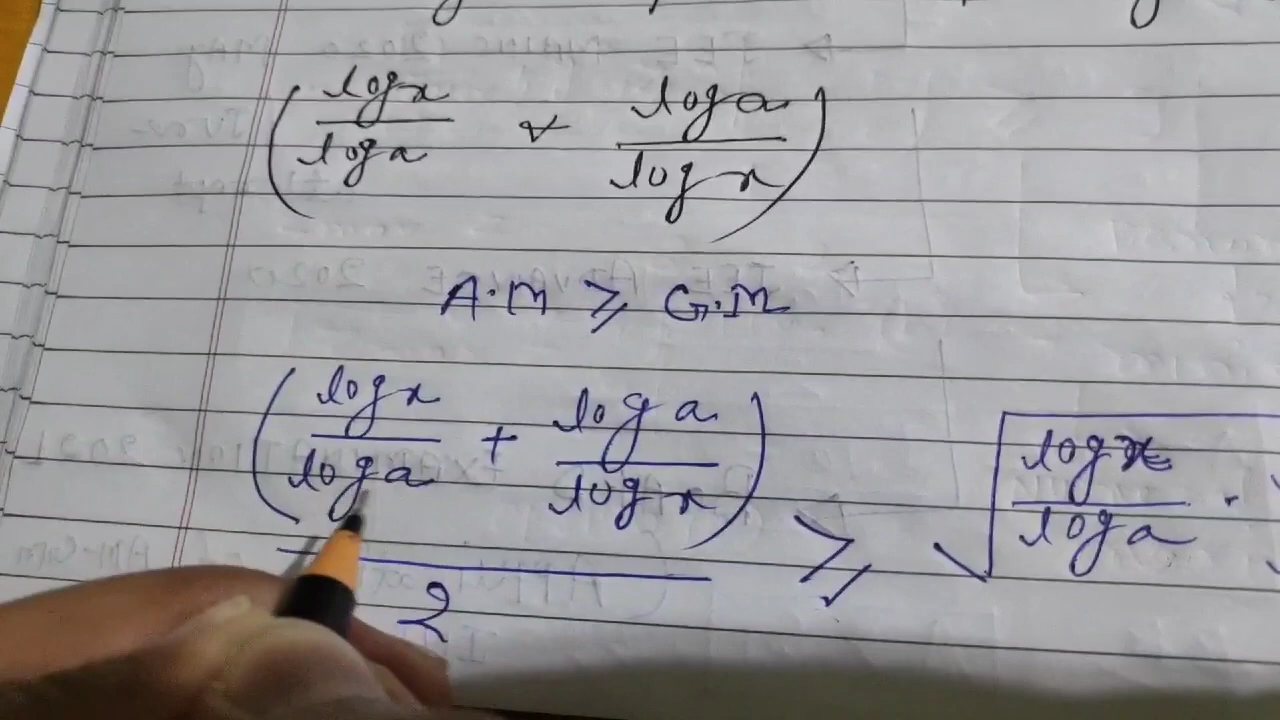 ( log x / log a + log a / log x )
A.M ≥ G.M
( log x / log a + log a / log x ) / 2 ≥ √ log x / log a .